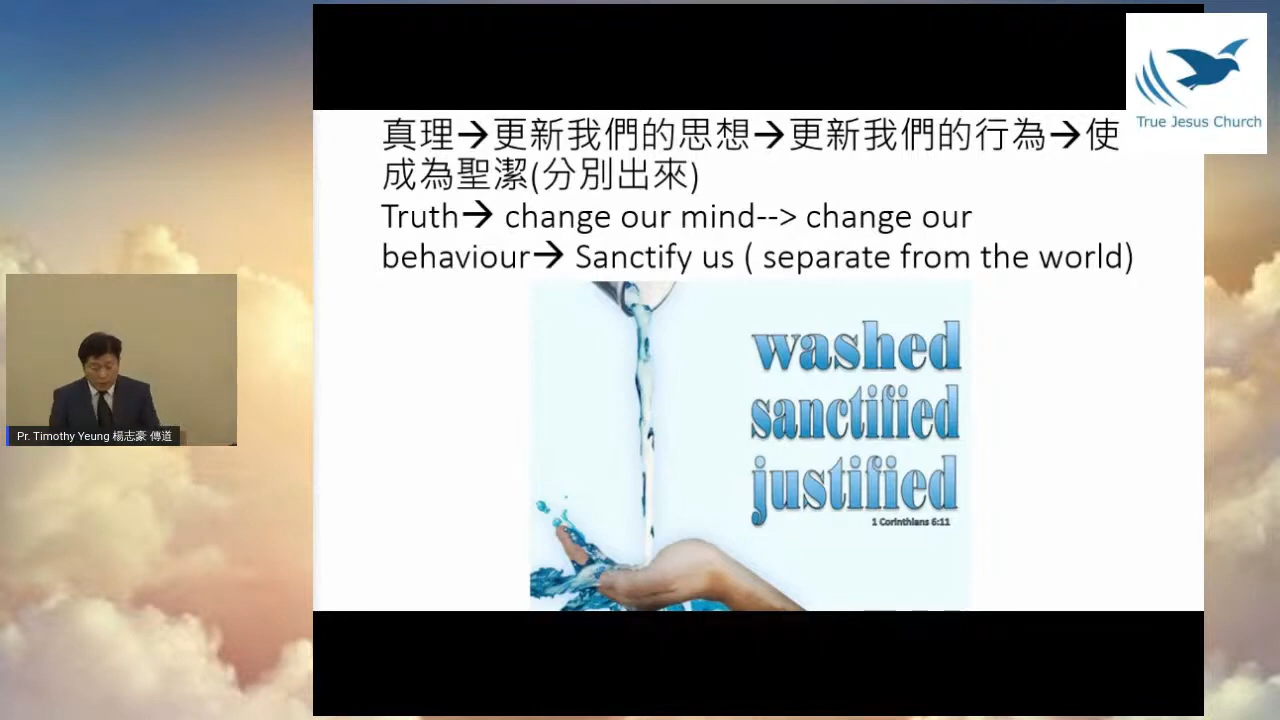 真理→更新我們的思想→更新我們的行為→使
成為聖潔(分別出來)
Truth→ change our mind--> change our
behaviour→ Sanctify us ( separate from the world)
washed
sanctified
justified
1 Corinthians 6:11
True Jesus Church
Pr. Timothy Yeung 楊志豪 傳道